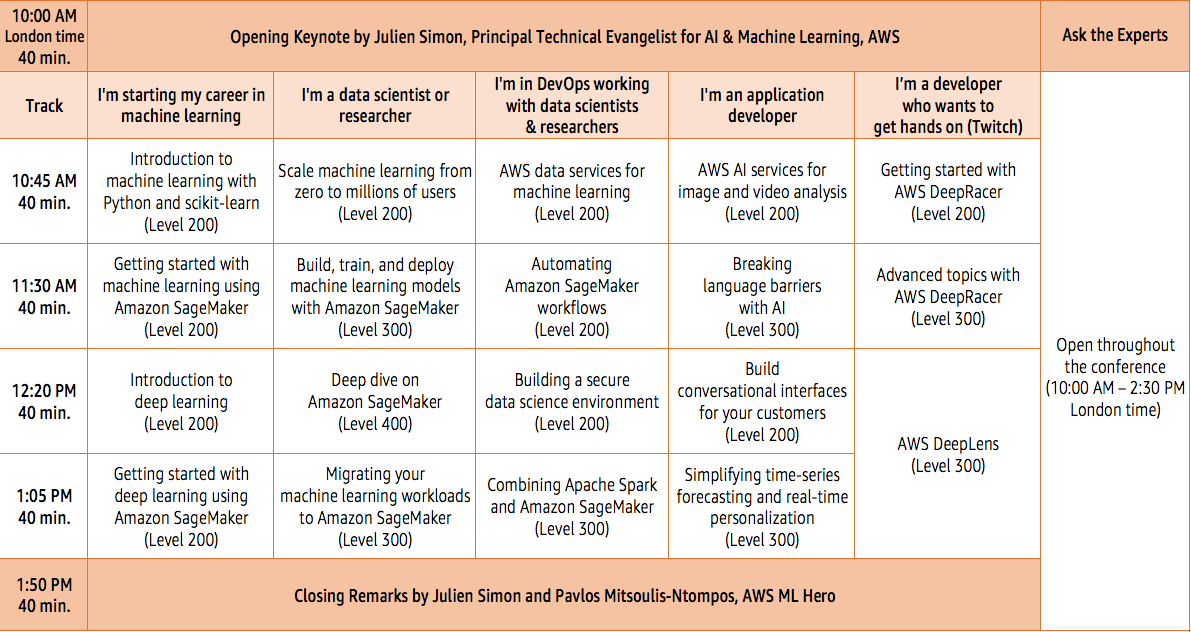 10:00 AM
London time
40 min.
Opening Keynote by Julien Simon, Principal Technical Evangelist for AI & Machine Learning, AWS
Ask the Experts
Track
I'm starting my career in
machine learning
I'm a data scientist or
researcher
I'm in DevOps working
with data scientists
& researchers
I'm an application
developer
I'm a developer
who wants to
get hands on (Twitch)
10:45 AM
40 min.
Introduction to
machine learning with
Python and scikit-learn
(Level 200)
Scale machine learning from
zero to millions of users
(Level 200)
AWS data services for
machine learning
(Level 200)
AWS AI services for
image and video analysis
(Level 200)
Getting started with
AWS DeepRacer
(Level 200)
11:30 AM
40 min.
Getting started with
machine learning using
Amazon SageMaker
(Level 200)
Build, train, and deploy
machine learning models
with Amazon SageMaker
(Level 300)
Automating
Amazon SageMaker
workflows
(Level 200)
Breaking
language barriers
with AI
(Level 300)
Advanced topics with
AWS DeepRacer
(Level 300)
Open throughout
the conference
(10:00 AM – 2:30 PM
London time)
12:20 PM
40 min.
Introduction to
deep learning
(Level 200)
Deep dive on
Amazon SageMaker
(Level 400)
Building a secure
data science environment
(Level 200)
Build
conversational interfaces
for your customers
(Level 200)
AWS DeepLens
(Level 300)
1:05 PM
40 min.
Getting started with
deep learning using
Amazon SageMaker
(Level 200)
Migrating your
machine learning workloads
to Amazon SageMaker
(Level 300)
Combining Apache Spark
and Amazon SageMaker
(Level 300)
Simplifying time-series
forecasting and real-time
personalization
(Level 300)
1:50 PM
40 min.
Closing Remarks by Julien Simon and Pavlos Mitsoulis-Ntompos, AWS ML Hero